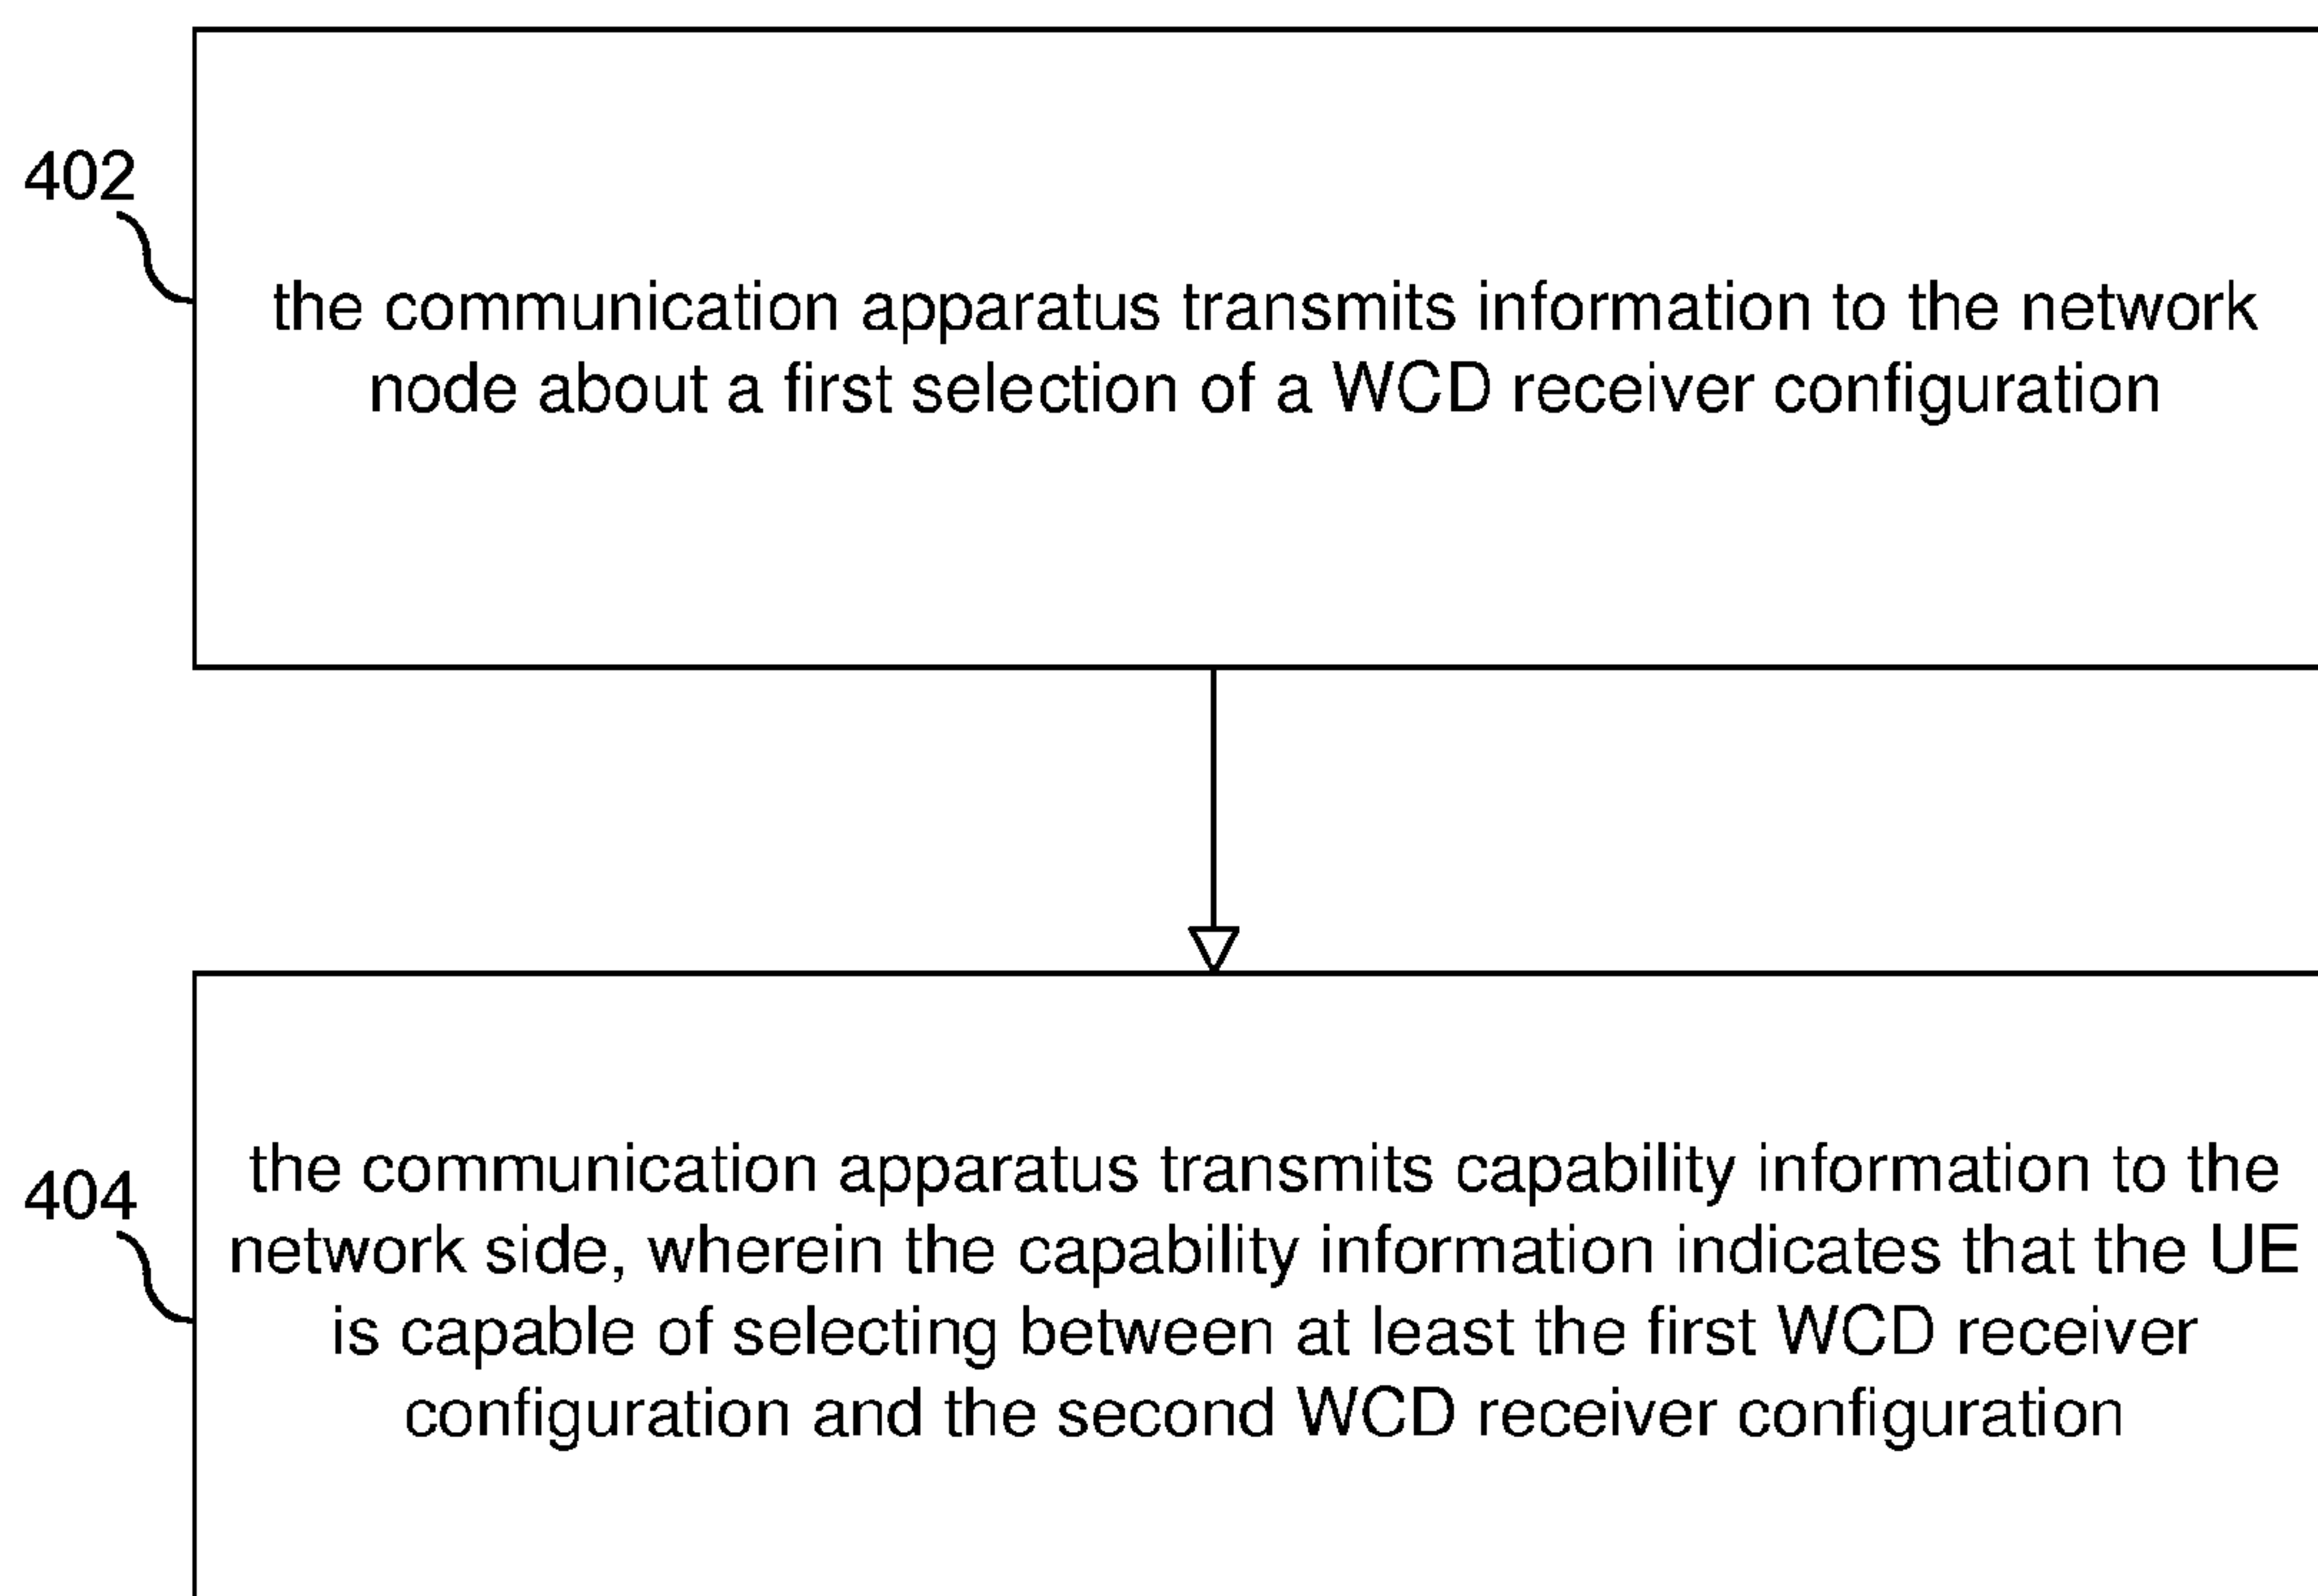 402
the communication apparatus transmits information to the network
node about a first selection of a WCD receiver configuration
404
the communication apparatus transmits capability information to the
network side, wherein the capability information indicates that the UE
is capable of selecting between at least the first WCD receiver
configuration and the second WCD receiver configuration